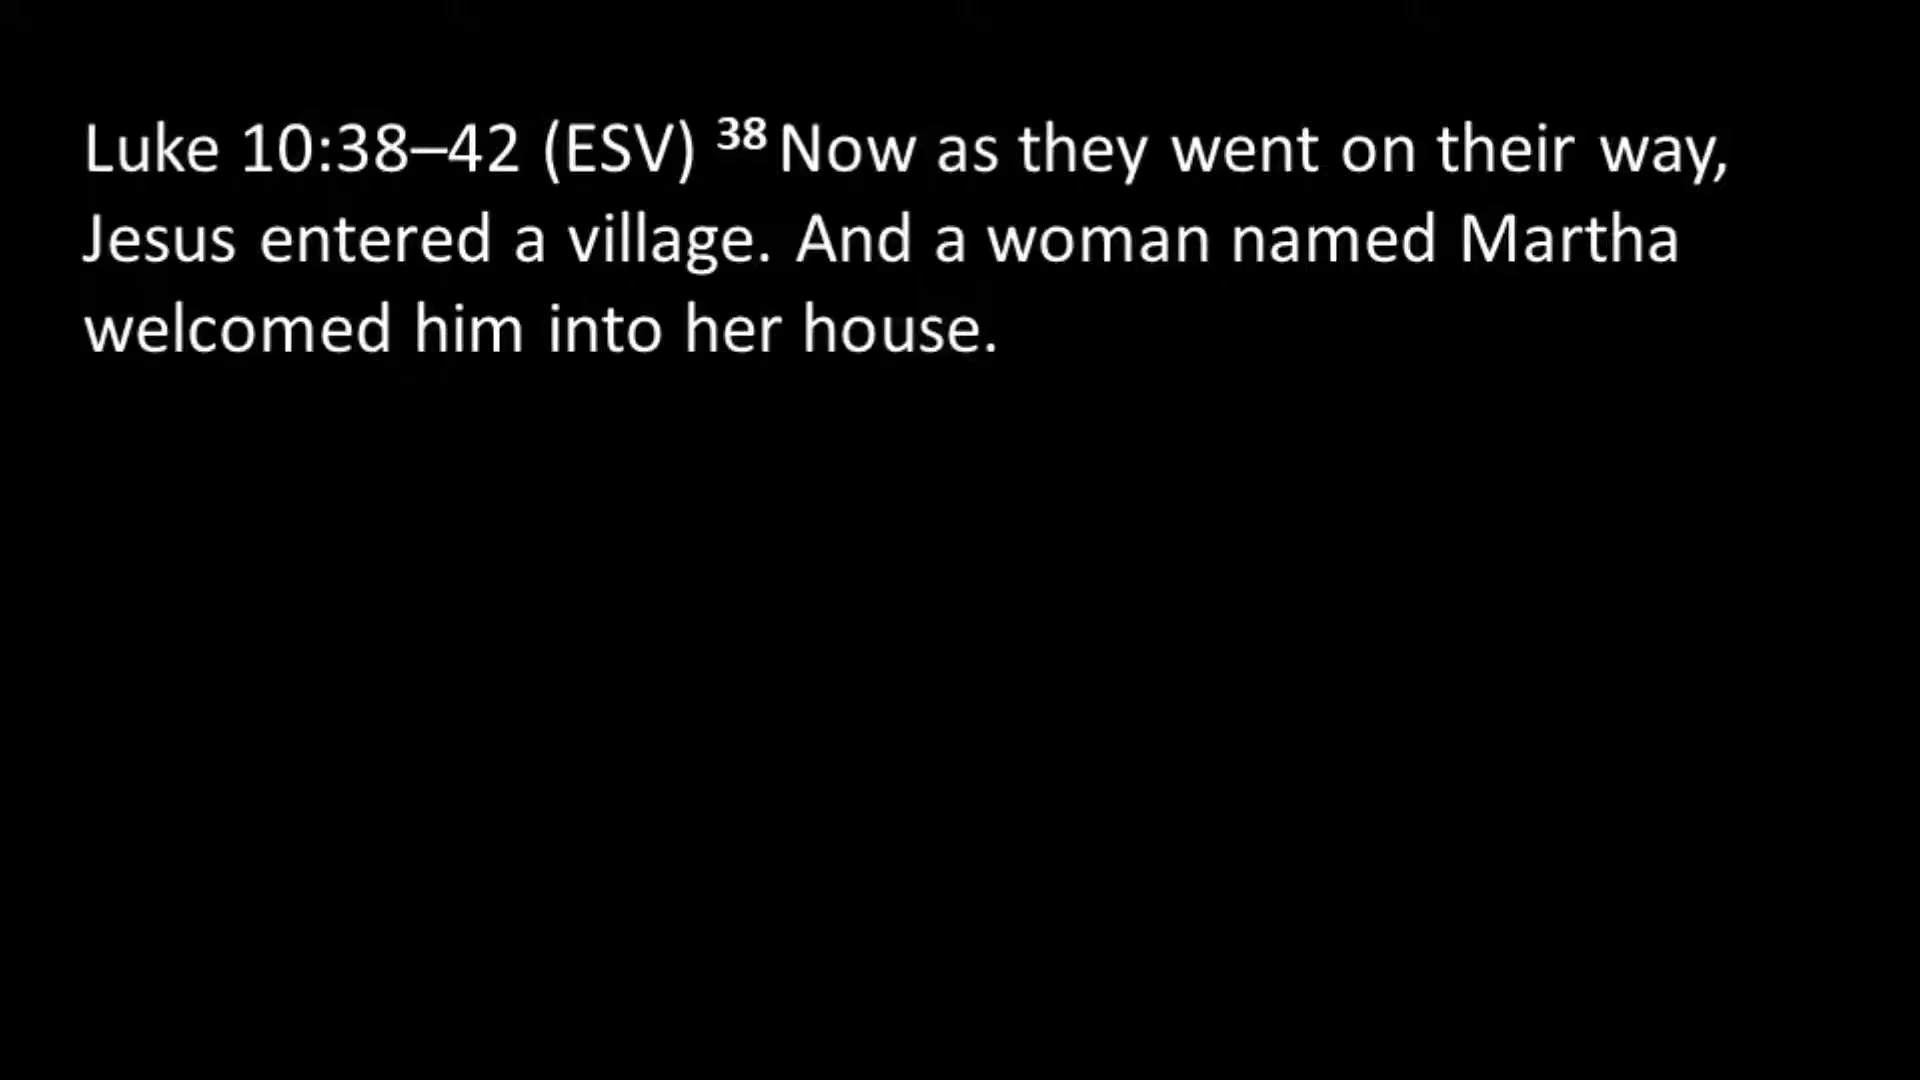 Luke 10:38–42 (ESV) 38 Now as they went on their way,
Jesus entered a village. And a woman named Martha
welcomed him into her house.